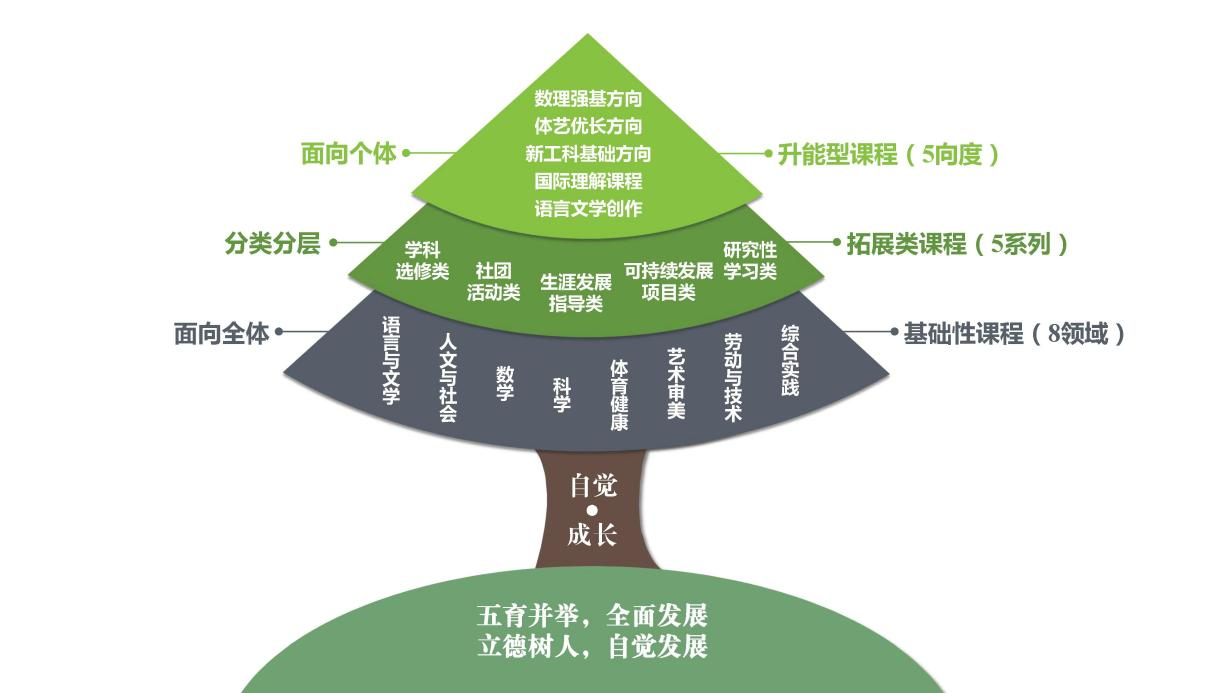 数理强基方向
体艺优长方向
新工科基础方向
国际理解课程
语言文学创作
面向个体
升能型课程（5向度）
分类分层
学科
选修类
社团
活动类
生涯发展
指导类
可持续发展
项目类
研究性
学习类
拓展类课程（5系列）
面向全体
语言与文学
人文与社会
数学
科学
体育健康
艺术审美
劳动与技术
综合实践
基础性课程（8领域）
自觉
•
成长
五育并举，全面发展
立德树人，自觉发展